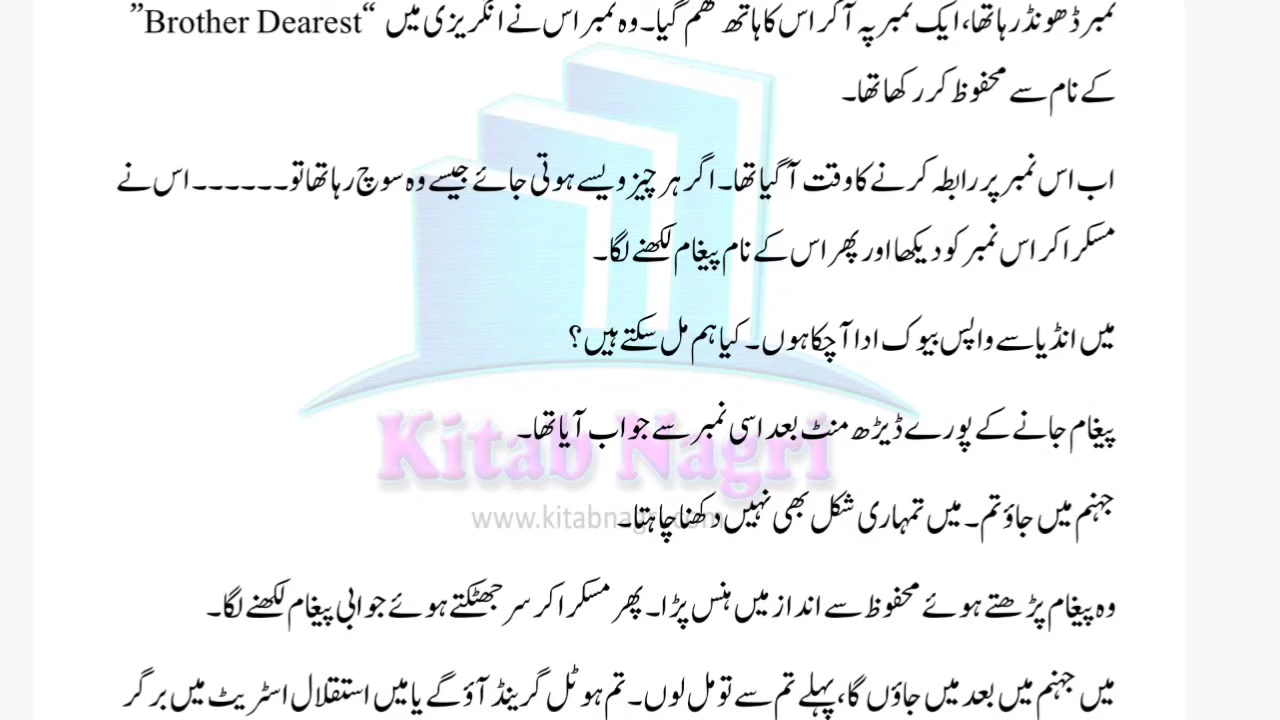 نمبر ڈھونڈ رہا تھا، ایک نمبر پہ آ کر اس کا ہاتھ تھم گیا۔ وہ نمبر اس نے انگریزی میں “Brother Dearest”
کے نام سے محفوظ کر رکھا تھا۔
اب اس نمبر پر رابطہ کرنے کا وقت آ گیا تھا۔ اگر ہر چیز ویسے ہوتی جائے جیسے وہ سوچ رہا تھا تو۔۔۔۔۔۔ اس نے
مسکرا کر اس نمبر کو دیکھا اور پھر اس کے نام پیغام لکھنے لگا۔
میں انڈیا سے واپس بیوک ادا آ چکا ہوں۔ کیا ہم مل سکتے ہیں؟
پیغام جانے کے پورے ڈیڑھ منٹ بعد اسی نمبر سے جواب آیا تھا۔
Kitab Nagri
جہنم میں جاؤ تم۔ میں تمہاری شکل بھی نہیں دکھنا چاہتا۔
www.kitabnagri.com
وہ پیغام پڑھتے ہوئے محفوظ سے انداز میں ہنس پڑا۔ پھر مسکرا کر سر جھٹکتے ہوئے جوابی پیغام لکھنے لگا۔
میں جہنم میں بعد میں جاؤں گا، پہلے تم سے تو مل لوں۔ تم ہوٹل گرینڈ آؤ گے یا میں استقلال اسٹریٹ میں برگر